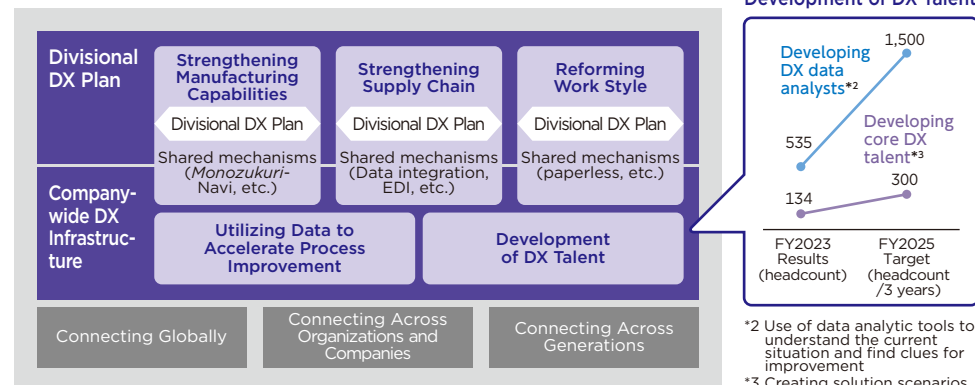 Development of DX Talent
Divisional
DX Plan
Strengthening
Manufacturing
Capabilities
Strengthening
Supply Chain
Reforming
Work Style
Divisional DX Plan
Divisional DX Plan
Divisional DX Plan
Shared mechanisms
(Monozukuri-
Navi, etc.)
Shared mechanisms
(Data integration,
EDI, etc.)
Shared mechanisms
(paperless, etc.)
Company-
wide DX
Infrastruc-
ture
Utilizing Data to
Accelerate Process
Improvement
Development
of DX Talent
Connecting Globally
Connecting Across
Organizations and
Companies
Connecting Across
Generations
1,500
Developing
DX data
analysts*2
535
Developing
core DX
talent*3
134
300
FY2023
Results
(headcount)
FY2025
Target
(headcount
/3 years)
*2 Use of data analytic tools to
understand the current
situation and find clues for
improvement
*3 Creating solution scenarios